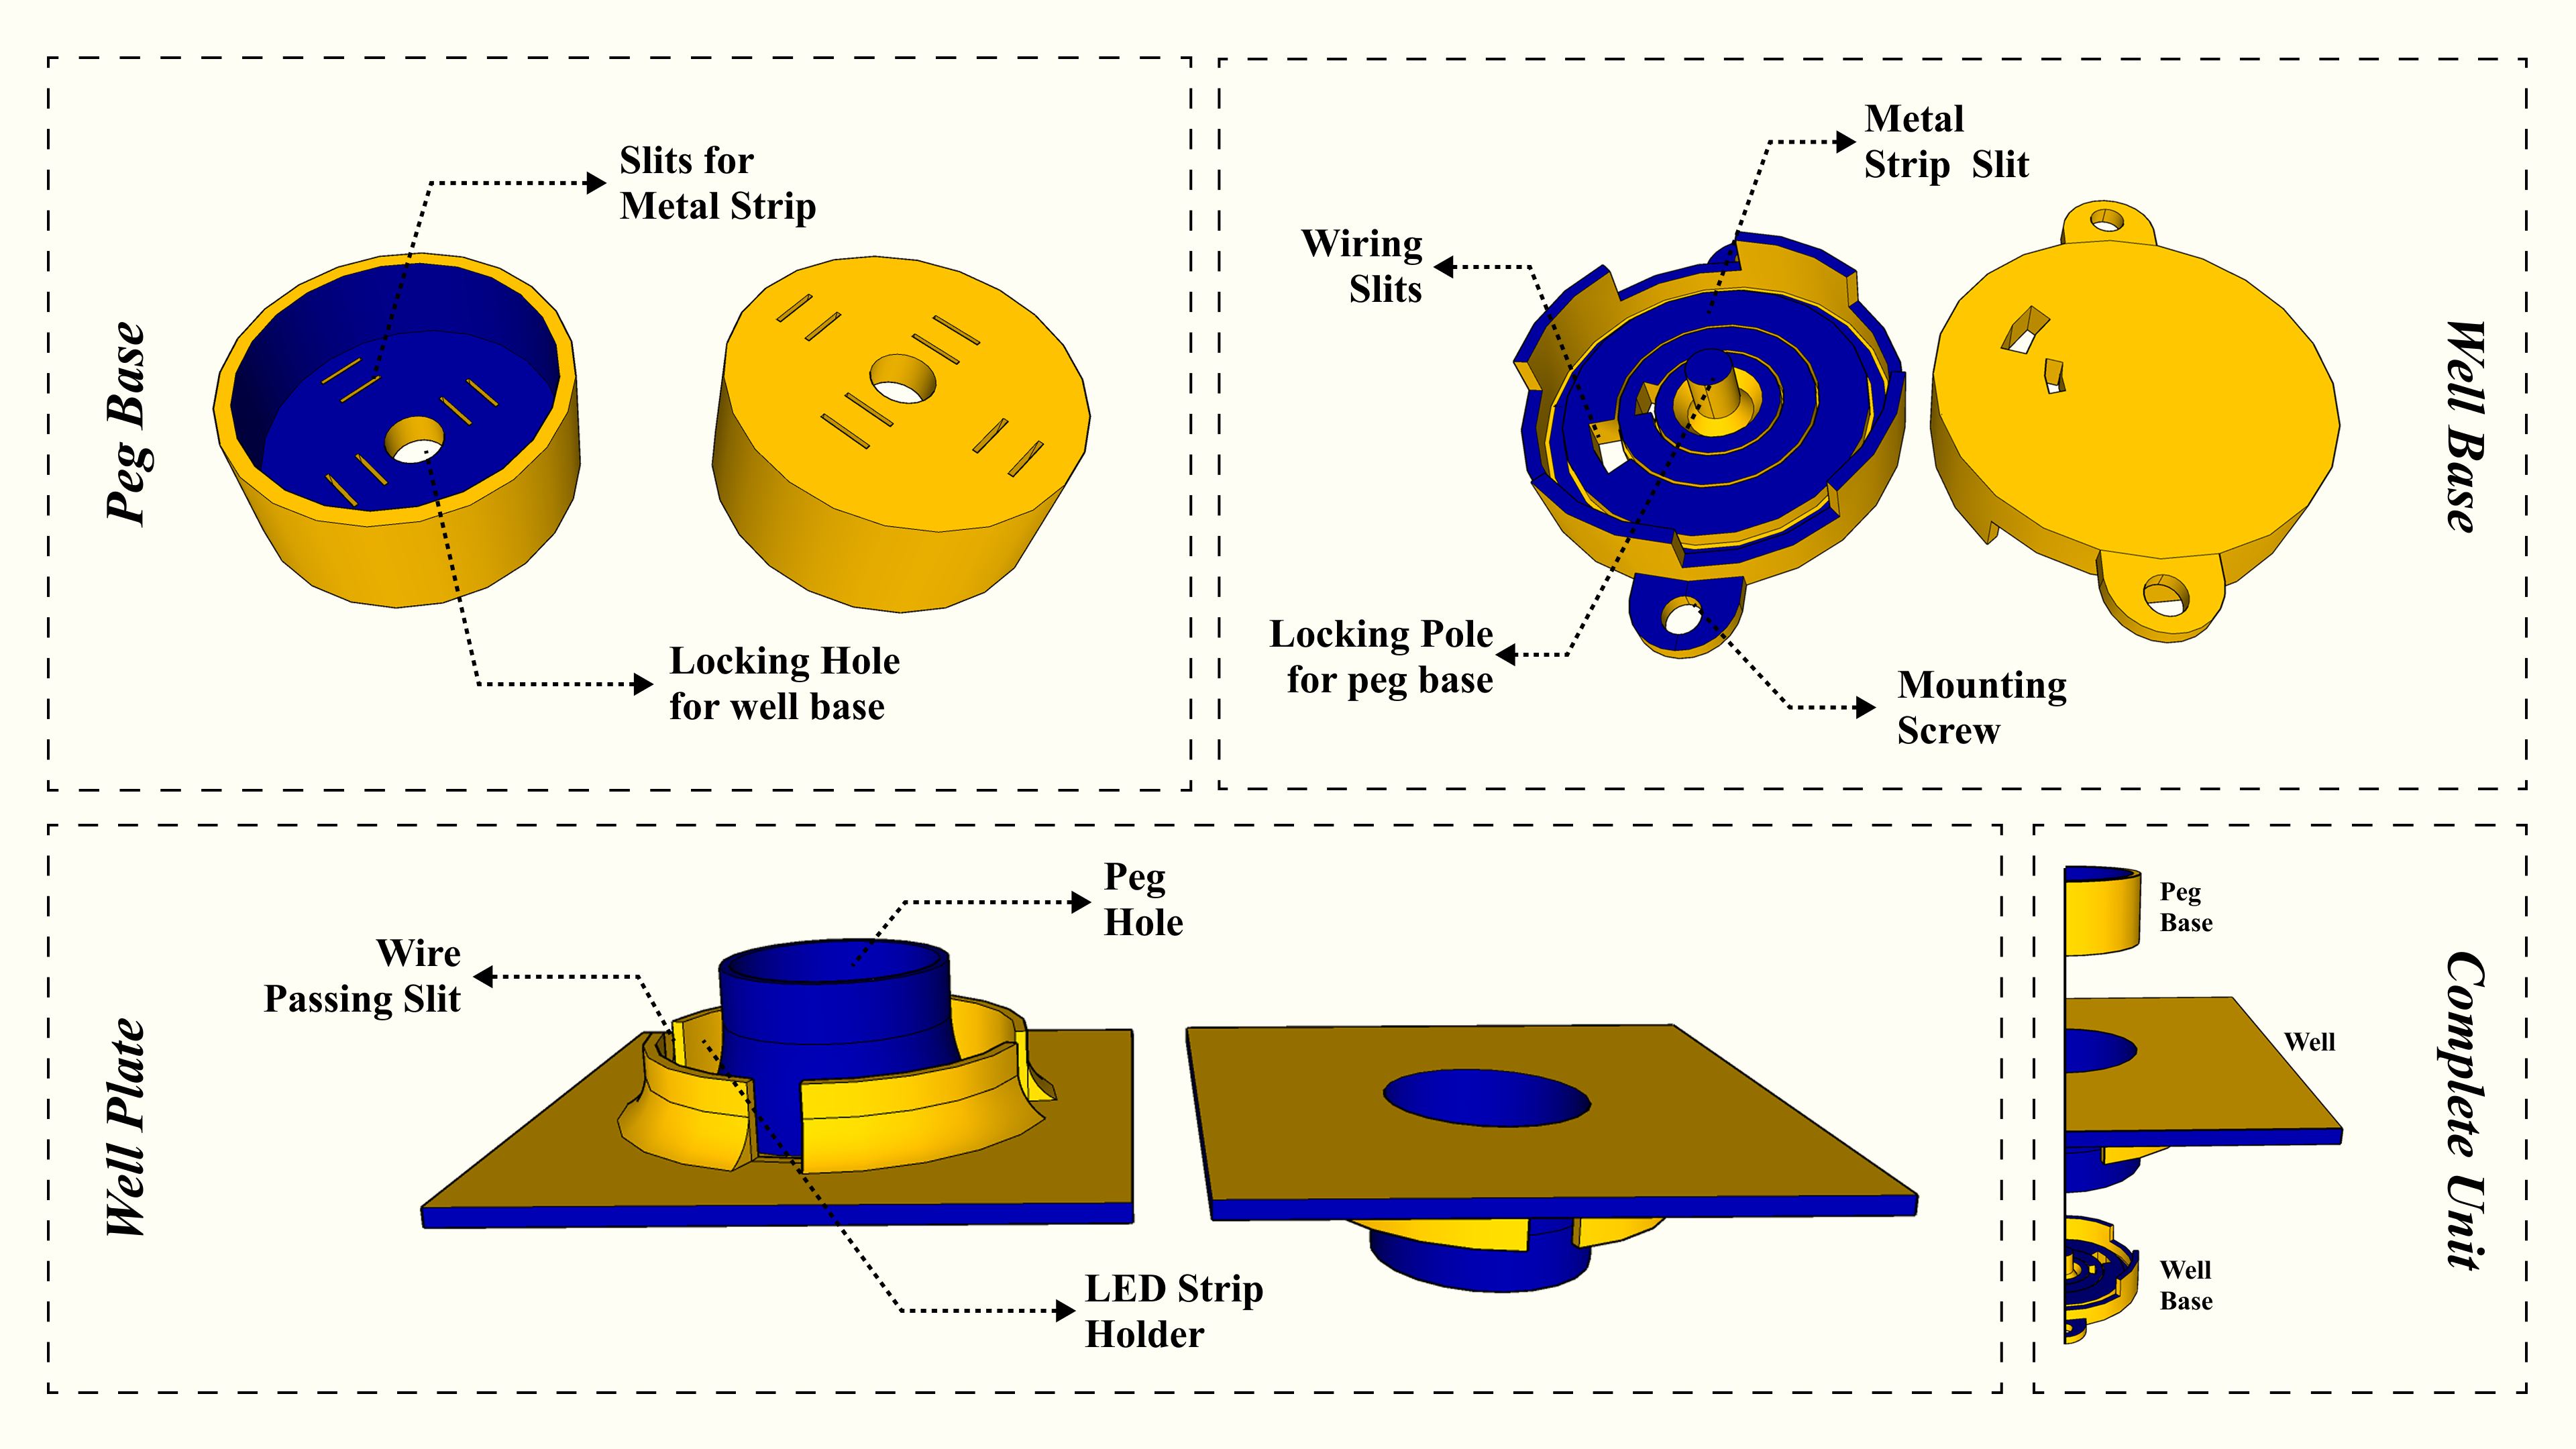 Peg Base
Slits for
Metal Strip
Locking Hole
for well base
Metal
Strip  Slit
Wiring
Slits
Locking Pole
for peg base
Mounting
Screw
Well Base
Well Plate
Peg
Hole
Wire
Passing Slit
LED Strip
Holder
Peg
Base
Well
Well
Base
Complete Unit